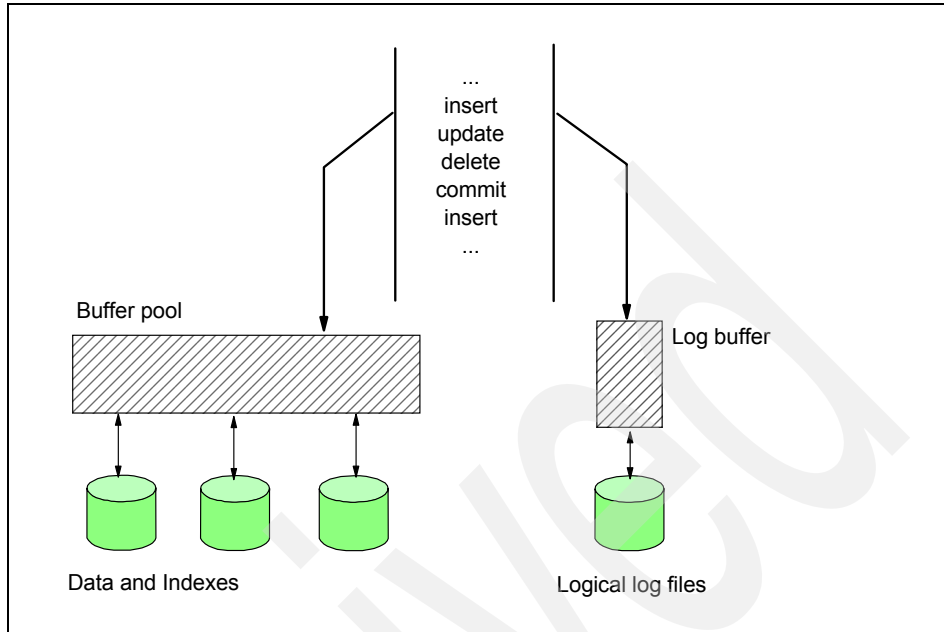 ...
insert
update
delete
commit
insert
...
Buffer pool
Log buffer
Data and Indexes
Logical log files